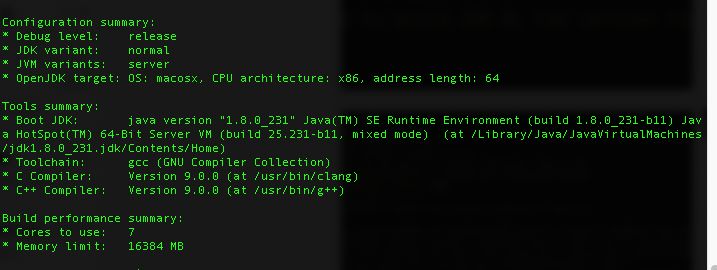 Configuration summary:
* Debug level:    release
* JDK variant:    normal
* JVM variants:   server
* OpenJDK target: OS: macosx, CPU architecture: x86, address length: 64

Tools summary:
* Boot JDK:       java version "1.8.0_231" Java(TM) SE Runtime Environment (build 1.8.0_231-b11) Jav
a HotSpot(TM) 64-Bit Server VM (build 25.231-b11, mixed mode)  (at /Library/Java/JavaVirtualMachines
/jdk1.8.0_231.jdk/Contents/Home)
* Toolchain:      gcc (GNU Compiler Collection)
* C Compiler:     Version 9.0.0 (at /usr/bin/clang)
* C++ Compiler:   Version 9.0.0 (at /usr/bin/g++)

Build performance summary:
* Cores to use:   7
* Memory limit:   16384 MB